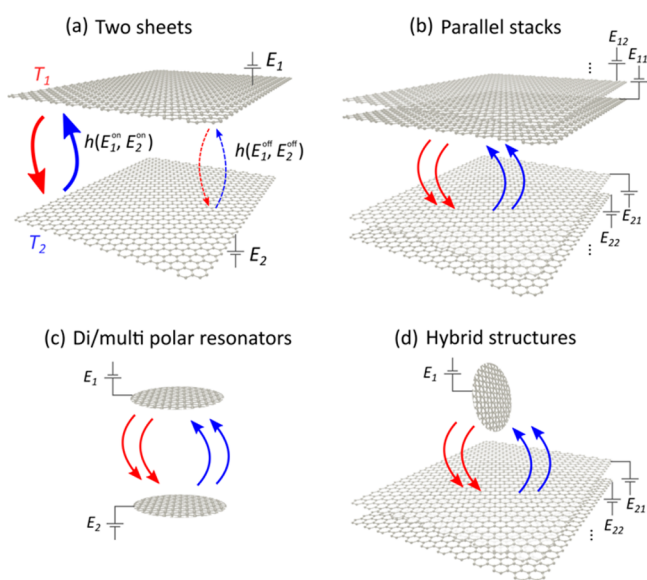 (a) Two sheets
E1
T1
h(E1on, E2on)
h(E1off, E2off)
T2
E2
(b) Parallel stacks
E12
E11
...
E21
E22
...
(c) Di/multi polar resonators
E1
E2
(d) Hybrid structures
E1
E21
E22
...